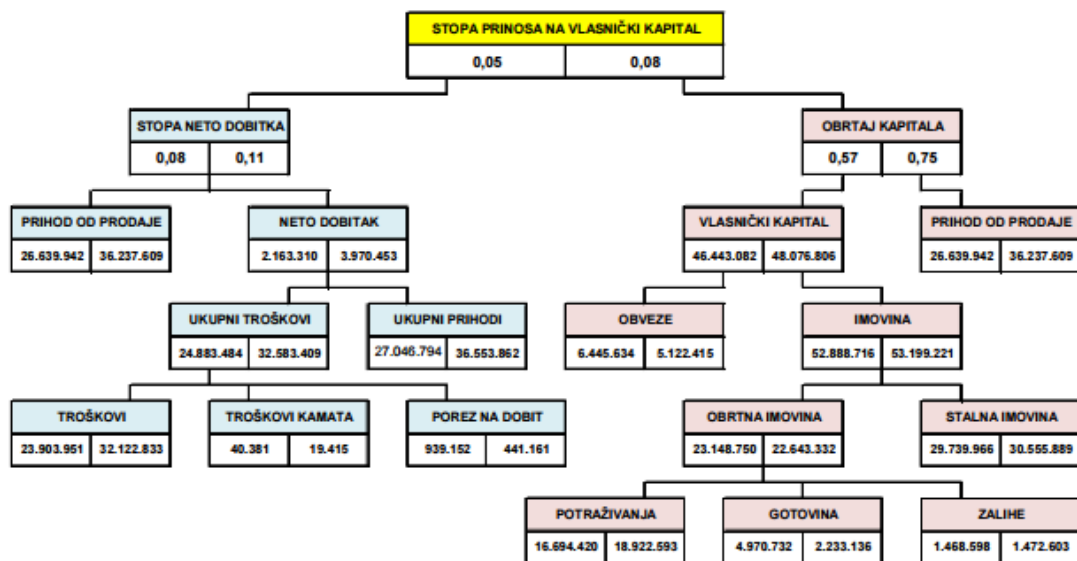 STOPA PRINOSA NA VLASNIČKI KAPITAL
0,05 0,08
STOPA NETO DOBITKA OBRTAJ KAPITALA
0,08 0,11 0,57 0,75
PRIHOD OD PRODAJE NETO DOBITAK VLASNIČKI KAPITAL PRIHOD OD PRODAJE
26.639.942 36.237.609 2.163.310 3.970.453 46.443.082 48.076.806 26.639.942 36.237.609
UKUPNI TROŠKOVI UKUPNI PRIHODI OBVEZE IMOVINA
24.883.484 32.583.409 27.046.794 36.553.862 6.445.634 5.122.415 52.888.716 53.199.221
TROŠKOVI TROŠKOVI KAMATA POREZ NA DOBIT OBRTNA IMOVINA STALNA IMOVINA
23.903.951 32.122.833 40.381 19.415 939.152 441.161 23.148.750 22.643.332 29.739.966 30.555.889
POTRAŽIVANJA GOTOVINA ZALIHE
16.694.420 18.922.593 4.970.732 2.233.136 1.468.598 1.472.603